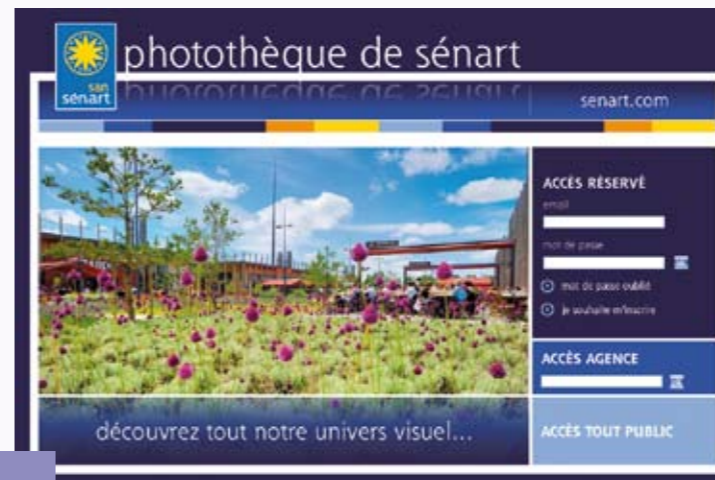 photothèque de sénart
san
sénart
senart.com
ACCÈS RÉSERVÉ
email
mot de passe
mot de passe oublié
je souhaite m'inscrire
ACCÈS AGENCE
découvrez tout notre univers visuel...
ACCÈS TOUT PUBLIC